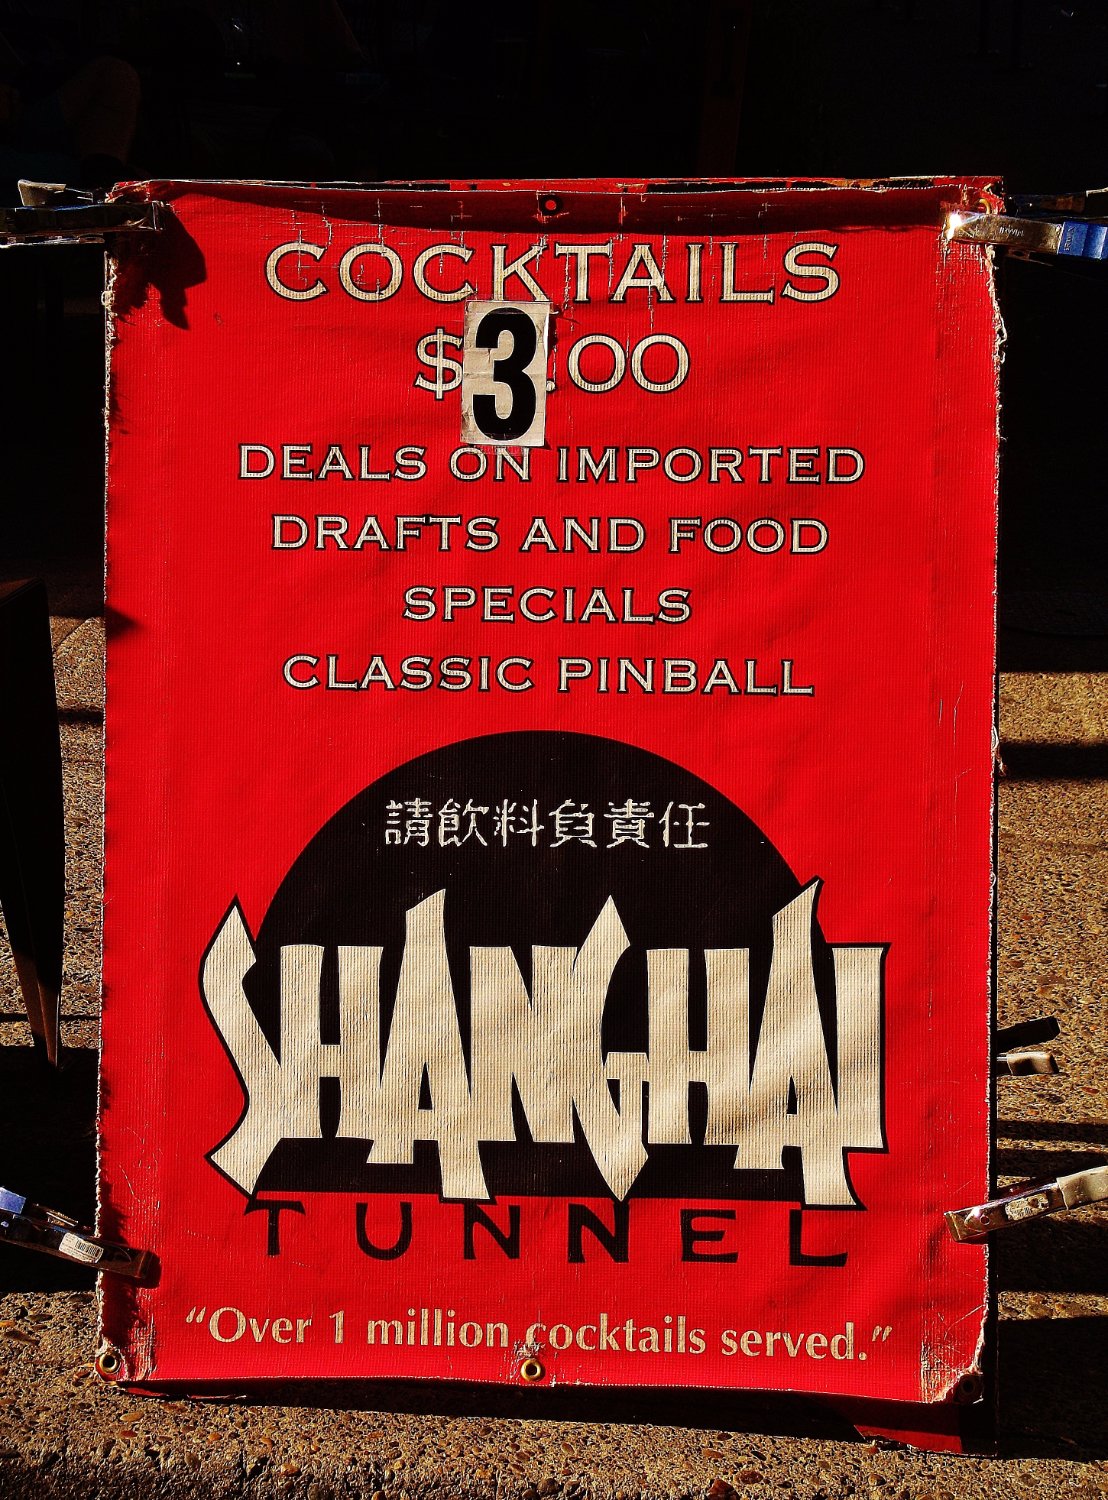 COCKTAILS
$3.00
DEALS ON IMPORTED
DRAFTS AND FOOD
SPECIALS
CLASSIC PINBALL
請飲料負責任
SHANGHAI
TUNNEL
“Over 1 million cocktails served.”